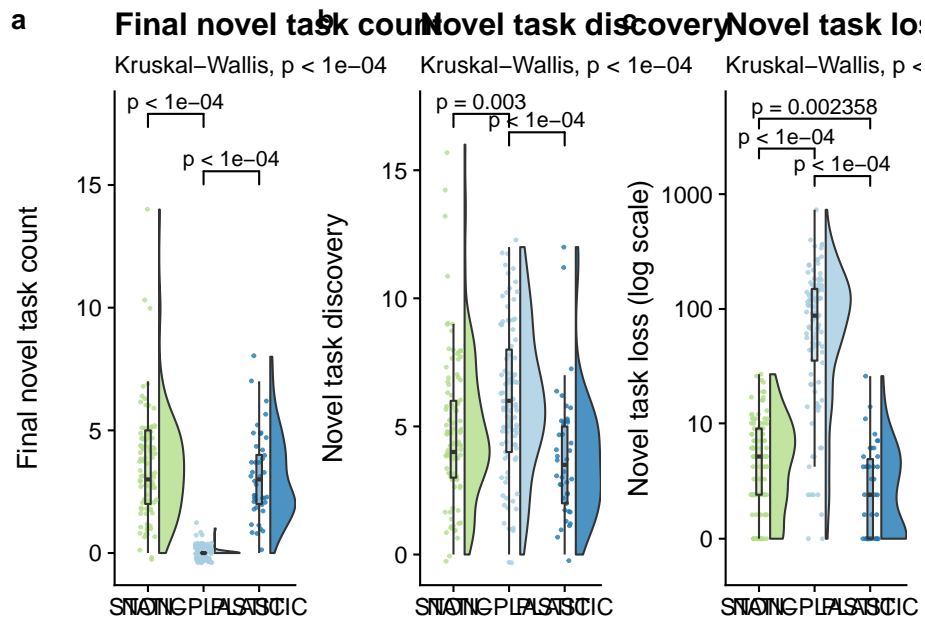 a
Final novel task count
Kruskal−Wallis, p < 1e−04
p < 1e−04
p < 1e−04
Final novel task count
15
10
5
0
b
Novel task discovery
Kruskal−Wallis, p < 1e−04
p = 0.003
p < 1e−04
Novel task discovery
15
10
5
0
c
Novel task los
Kruskal−Wallis, p <
p = 0.002358
p < 1e−04
p < 1e−04
Novel task loss (log scale)
1000
100
10
0